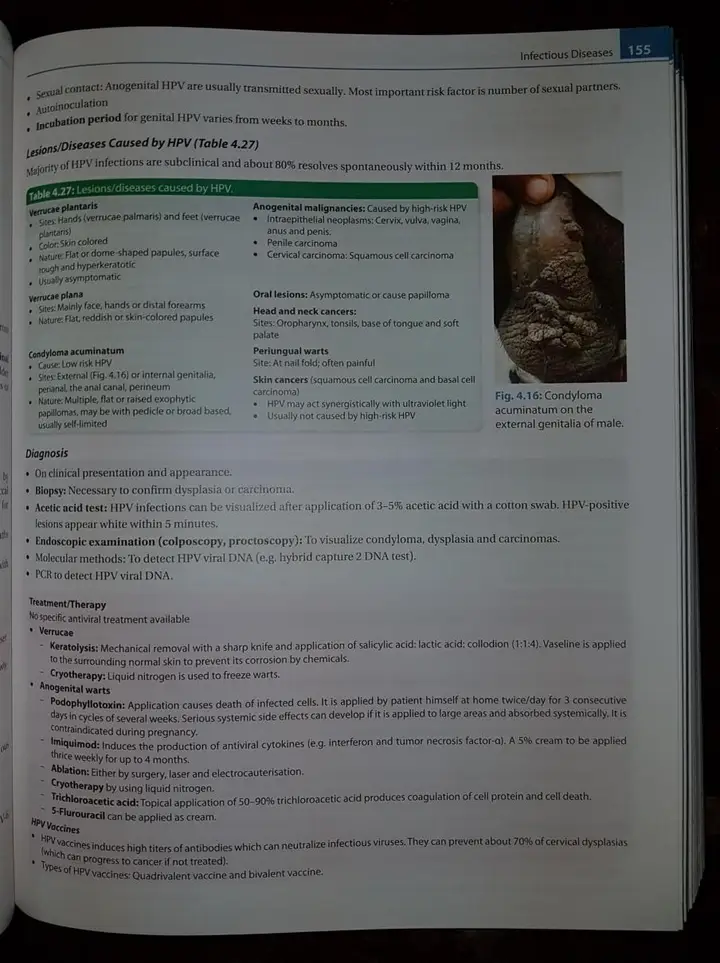 Infectious Diseases 155
• Sexual contact: Anogenital HPV are usually transmitted sexually. Most important risk factor is number of sexual partners.
• Autoinoculation
• Incubation period for genital HPV varies from weeks to months.
Lesions/Diseases Caused by HPV (Table 4.27)
Majority of HPV infections are subclinical and about 80% resolves spontaneously within 12 months.
Table 4.27: Lesions/diseases caused by HPV.
Verrucae plantaris
• Sites: Hands (verrucae palmaris) and feet (verrucae
plantaris)
• Color: Skin colored
• Nature: Flat or dome-shaped papules, surface
rough and hyperkeratotic
• Usually asymptomatic
Verrucae plana
• Sites: Mainly face, hands or distal forearms
• Nature: Flat, reddish or skin-colored papules
Condyloma acuminatum
• Cause: Low risk HPV
• Sites: External (Fig. 4.16) or internal genitalia,
perianal, the anal canal, perineum
• Nature: Multiple, flat or raised exophytic
papillomas, may be with pedicle or broad based,
usually self-limited
Anogenital malignancies: Caused by high-risk HPV
• Intraepithelial neoplasms: Cervix, vulva, vagina,
anus and penis.
• Penile carcinoma
• Cervical carcinoma: Squamous cell carcinoma
Oral lesions: Asymptomatic or cause papilloma
Head and neck cancers:
Sites: Oropharynx, tonsils, base of tongue and soft
palate
Periungual warts
Site: At nail fold; often painful
Skin cancers (squamous cell carcinoma and basal cell
carcinoma)
• HPV may act synergistically with ultraviolet light
• Usually not caused by high-risk HPV
Fig. 4.16: Condyloma
acuminatum on the
external genitalia of male.
Diagnosis
• On clinical presentation and appearance.
• Biopsy: Necessary to confirm dysplasia or carcinoma.
• Acetic acid test: HPV infections can be visualized after application of 3–5% acetic acid with a cotton swab. HPV-positive
lesions appear white within 5 minutes.
• Endoscopic examination (colposcopy, proctoscopy): To visualize condyloma, dysplasia and carcinomas.
• Molecular methods: To detect HPV viral DNA (e.g. hybrid capture 2 DNA test).
• PCR to detect HPV viral DNA.
Treatment/Therapy
No specific antiviral treatment available
• Verrucae
– Keratolysis: Mechanical removal with a sharp knife and application of salicylic acid: lactic acid: collodion (1:1:4). Vaseline is applied
to the surrounding normal skin to prevent its corrosion by chemicals.
– Cryotherapy: Liquid nitrogen is used to freeze warts.
• Anogenital warts
– Podophyllotoxin: Application causes death of infected cells. It is applied by patient himself at home twice/day for 3 consecutive
days in cycles of several weeks. Serious systemic side effects can develop if it is applied to large areas and absorbed systemically. It is
contraindicated during pregnancy.
– Imiquimod: Induces the production of antiviral cytokines (e.g. interferon and tumor necrosis factor-α). A 5% cream to be applied
thrice weekly for up to 4 months.
– Ablation: Either by surgery, laser and electrocauterisation.
– Cryotherapy by using liquid nitrogen.
– Trichloroacetic acid: Topical application of 50–90% trichloroacetic acid produces coagulation of cell protein and cell death.
– 5-Flurouracil can be applied as cream.
HPV Vaccines
• HPV vaccines induces high titers of antibodies which can neutralize infectious viruses. They can prevent about 70% of cervical dysplasias
(which can progress to cancer if not treated).
• Types of HPV vaccines: Quadrivalent vaccine and bivalent vaccine.